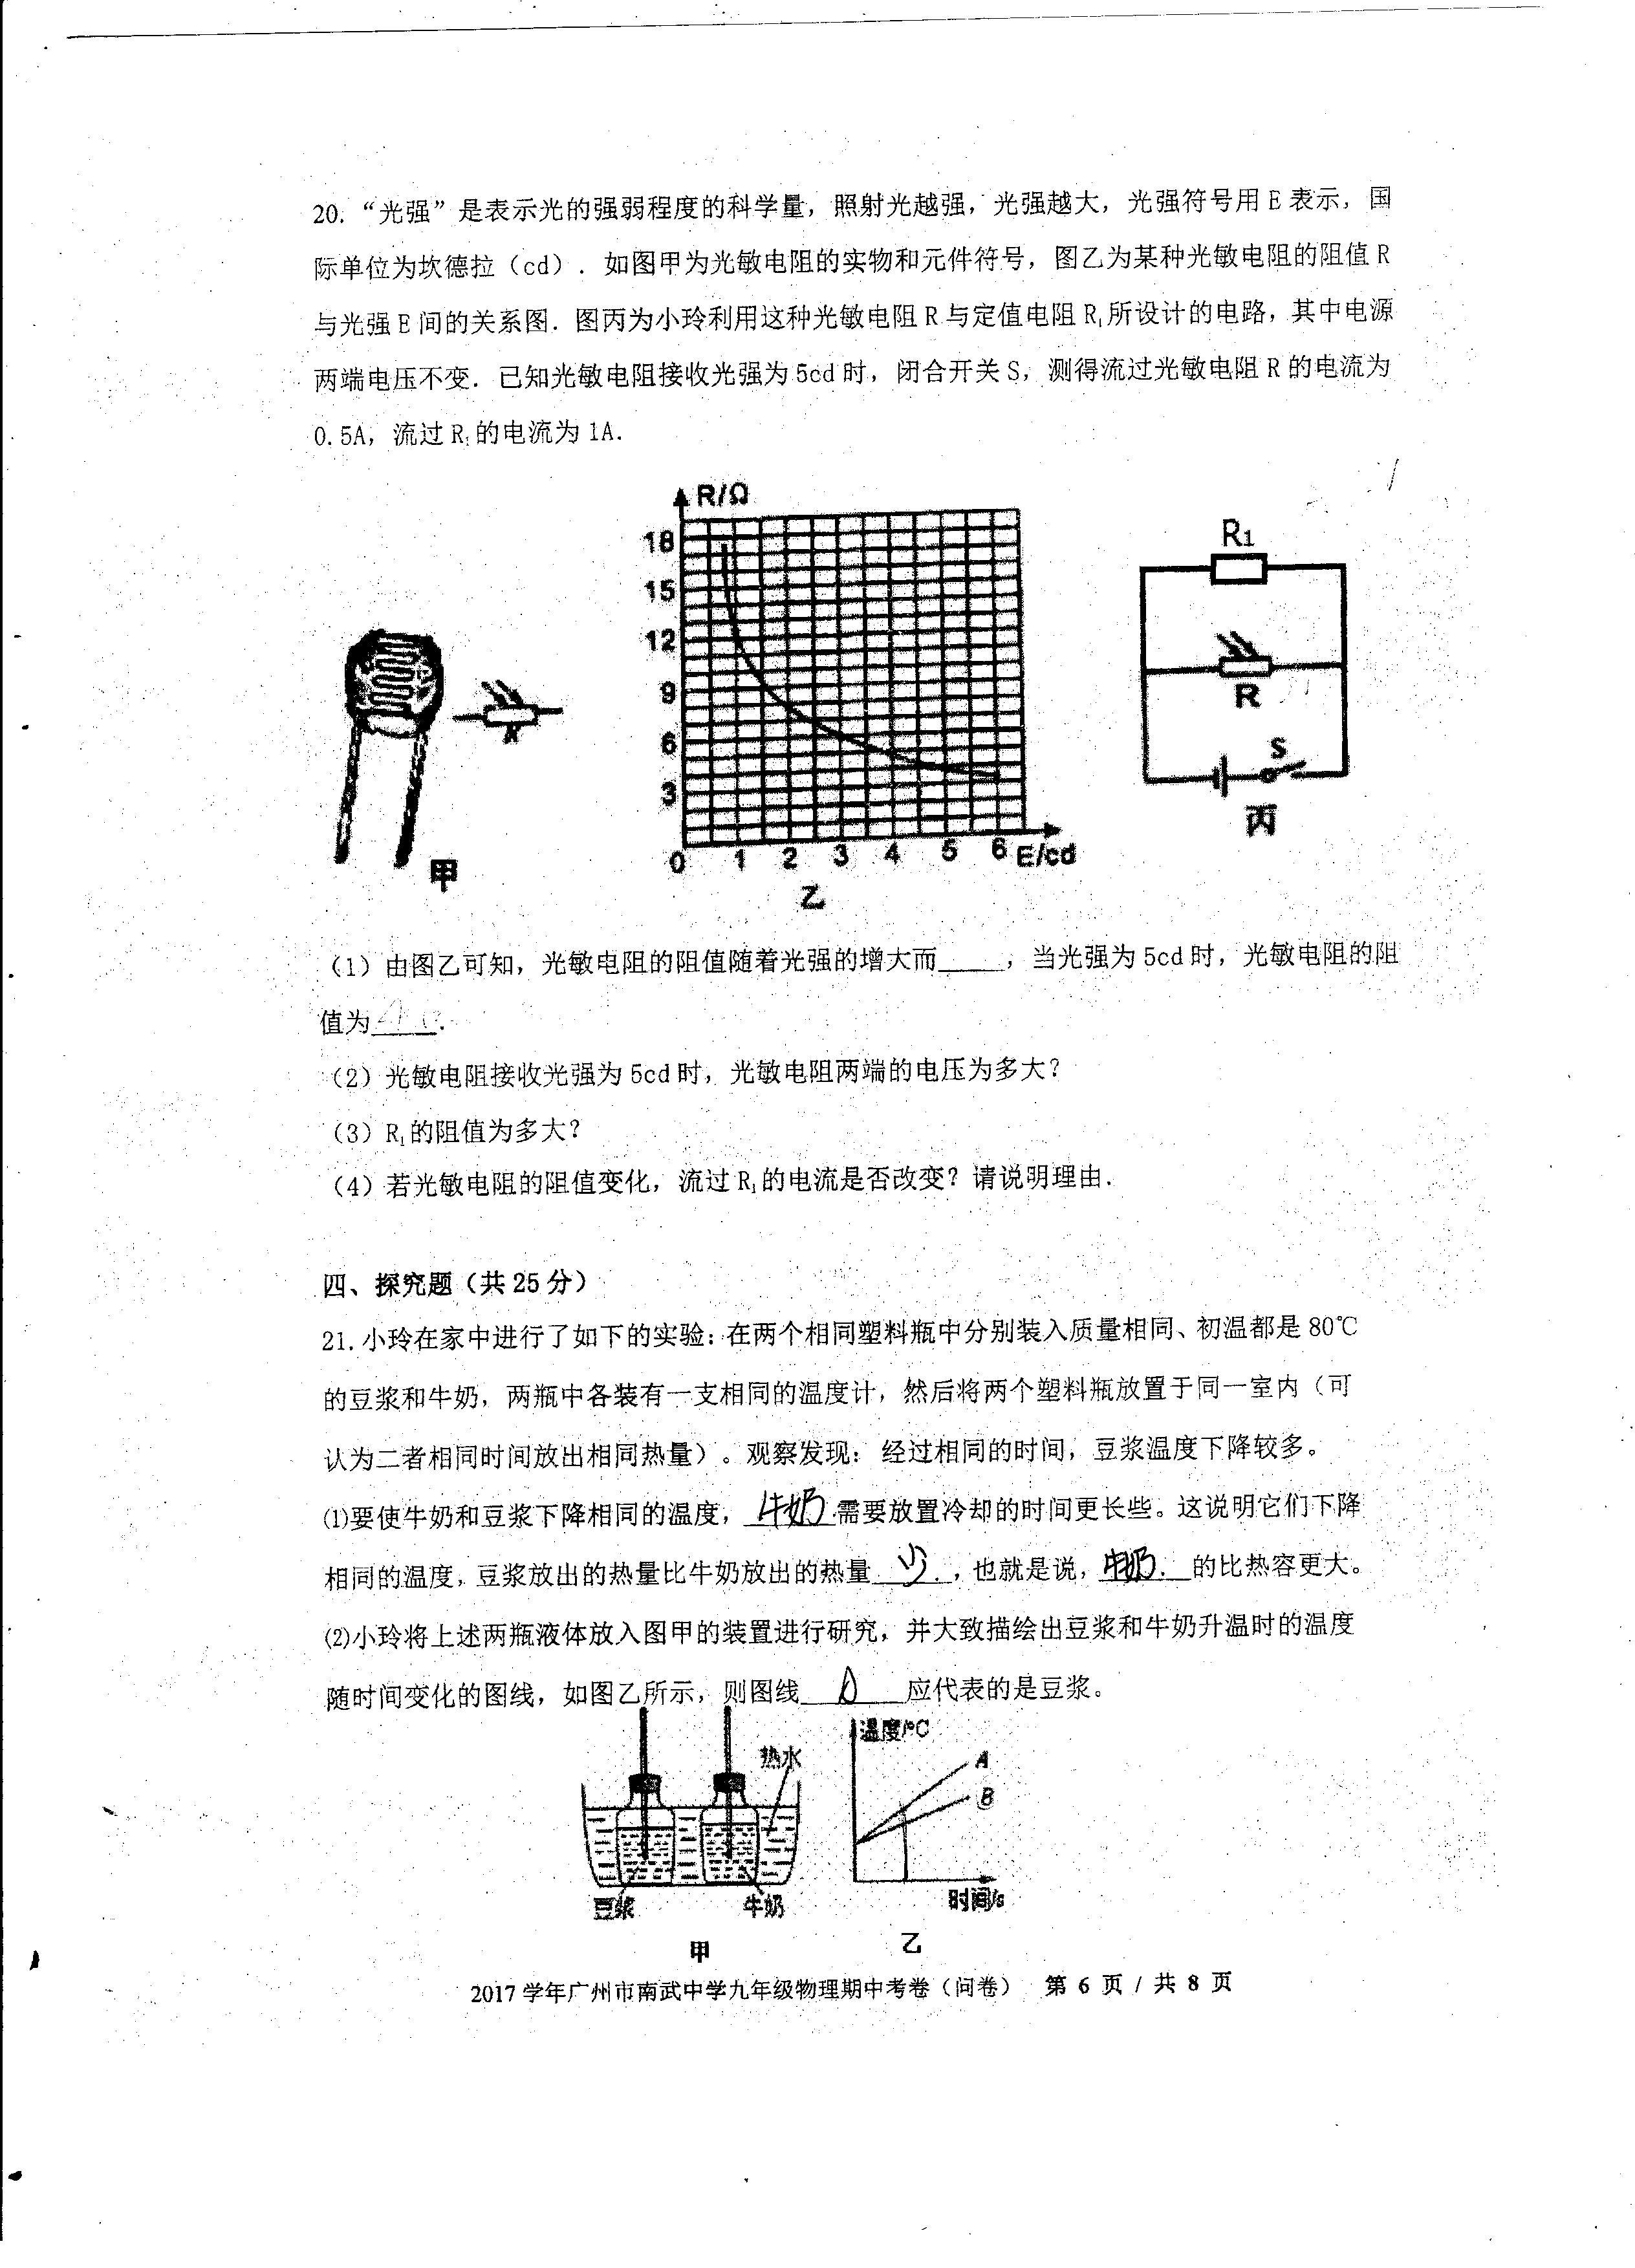 20. “光强”是表示光的强弱程度的科学量，照射光越强，光强越大，光强符号用 E 表示，国
际单位为坎德拉（cd）. 如图甲为光敏电阻的实物和元件符号，图乙为某种光敏电阻的阻值 R
与光强 E 间的关系图. 图丙为小玲利用这种光敏电阻 R 与定值电阻 R₁所设计的电路，其中电源
两端电压不变. 已知光敏电阻接收光强为 5cd 时，闭合开关 S，测得流过光敏电阻 R 的电流为
0.5A，流过 R₁的电流为 1A.
R/Ω
18
15
12
9
6
3
0 1 2 3 4 5 6 E/cd
R
甲
乙
R₁
R
S
丙
（1）由图乙可知，光敏电阻的阻值随着光强的增大而____，当光强为 5cd 时，光敏电阻的阻
值为____.
（2）光敏电阻接收光强为 5cd 时，光敏电阻两端的电压为多大？
（3）R₁的阻值为多大？
（4）若光敏电阻的阻值变化，流过 R₁的电流是否改变？请说明理由.
四、探究题（共 25 分）
21. 小玲在家中进行了如下的实验：在两个相同塑料瓶中分别装入质量相同、初温都是 80℃
的豆浆和牛奶，两瓶中各装有一支相同的温度计，然后将两个塑料瓶放置于同一室内（可
认为二者相同时间放出相同热量）。观察发现：经过相同的时间，豆浆温度下降较多。
⑴要使牛奶和豆浆下降相同的温度，牛奶需要放置冷却的时间更长些。这说明它们下降
相同的温度，豆浆放出的热量比牛奶放出的热量 少，也就是说，牛奶 的比热容更大。
⑵小玲将上述两瓶液体放入图甲的装置进行研究，并大致描绘出豆浆和牛奶升温时的温度
随时间变化的图线，如图乙所示，则图线 A 应代表的是豆浆。
热水
豆浆
牛奶
甲
温度/℃
A
B
时间/s
乙
2017 学年广州市南武中学九年级物理期中考卷（问卷） 第 6 页 / 共 8 页